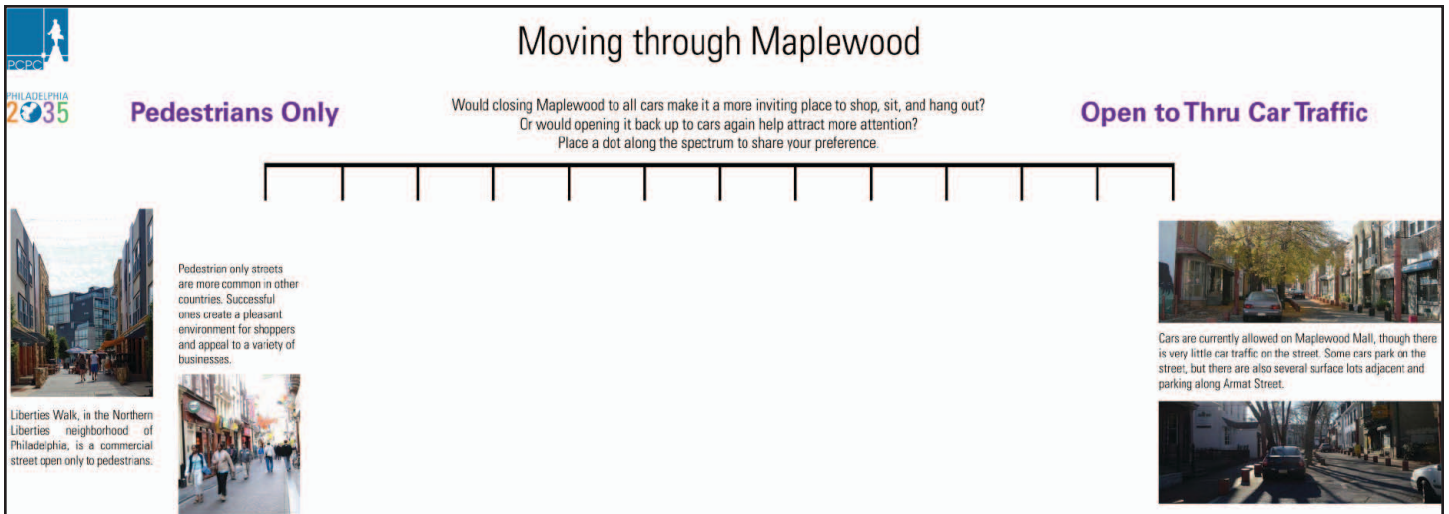 PCPC
PHILADELPHIA
2035
Moving through Maplewood
Pedestrians Only
Would closing Maplewood to all cars make it a more inviting place to shop, sit, and hang out?
Or would opening it back up to cars again help attract more attention?
Place a dot along the spectrum to share your preference.
Open to Thru Car Traffic
Liberties Walk, in the Northern
Liberties neighborhood of
Philadelphia, is a commercial
street open only to pedestrians.
Pedestrian only streets
are more common in other
countries. Successful
ones create a pleasant
environment for shoppers
and appeal to a variety of
businesses.
Cars are currently allowed on Maplewood Mall, though there
is very little car traffic on the street. Some cars park on the
street, but there are also several surface lots adjacent and
parking along Armat Street.